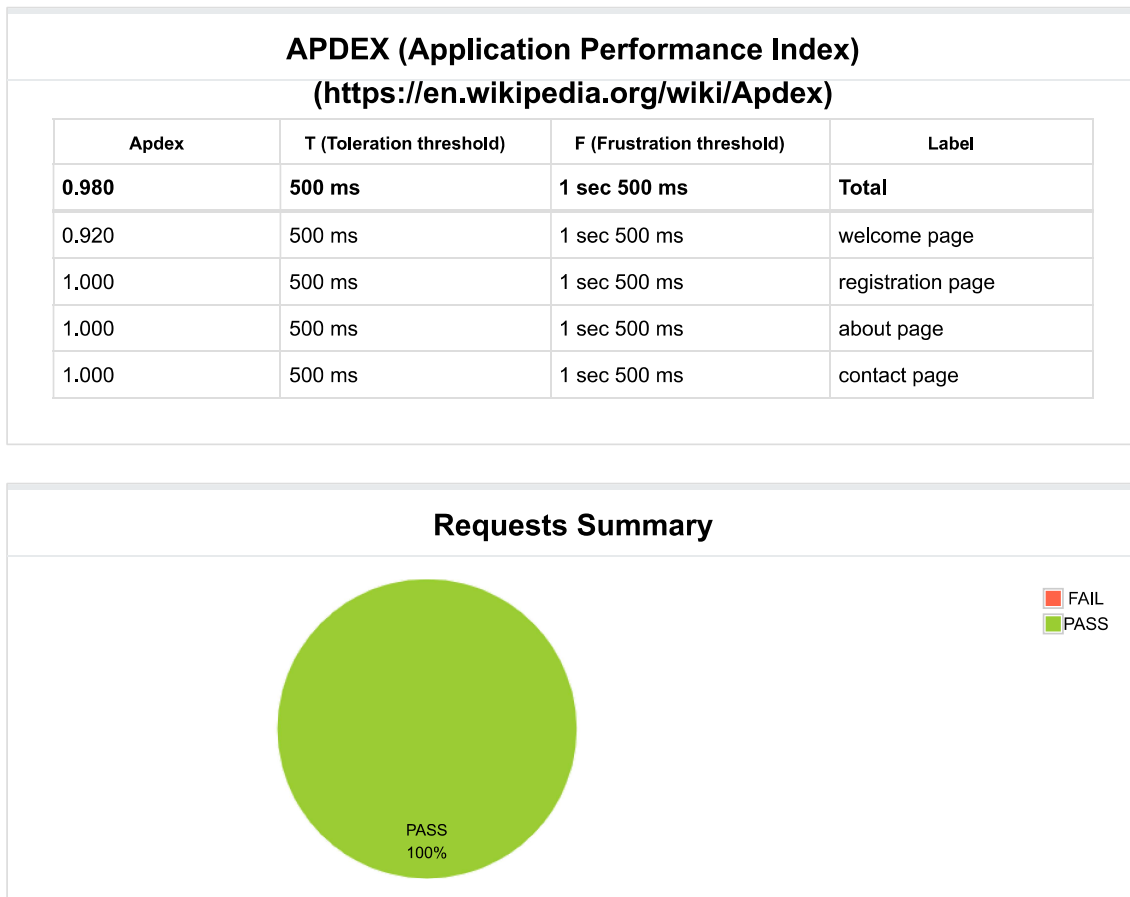 APDEX (Application Performance Index)
(https://en.wikipedia.org/wiki/Apdex)
Apdex T (Toleration threshold) F (Frustration threshold) Label
0.980 500 ms 1 sec 500 ms Total
0.920 500 ms 1 sec 500 ms welcome page
1.000 500 ms 1 sec 500 ms registration page
1.000 500 ms 1 sec 500 ms about page
1.000 500 ms 1 sec 500 ms contact page
Requests Summary
FAIL
PASS
PASS
100%